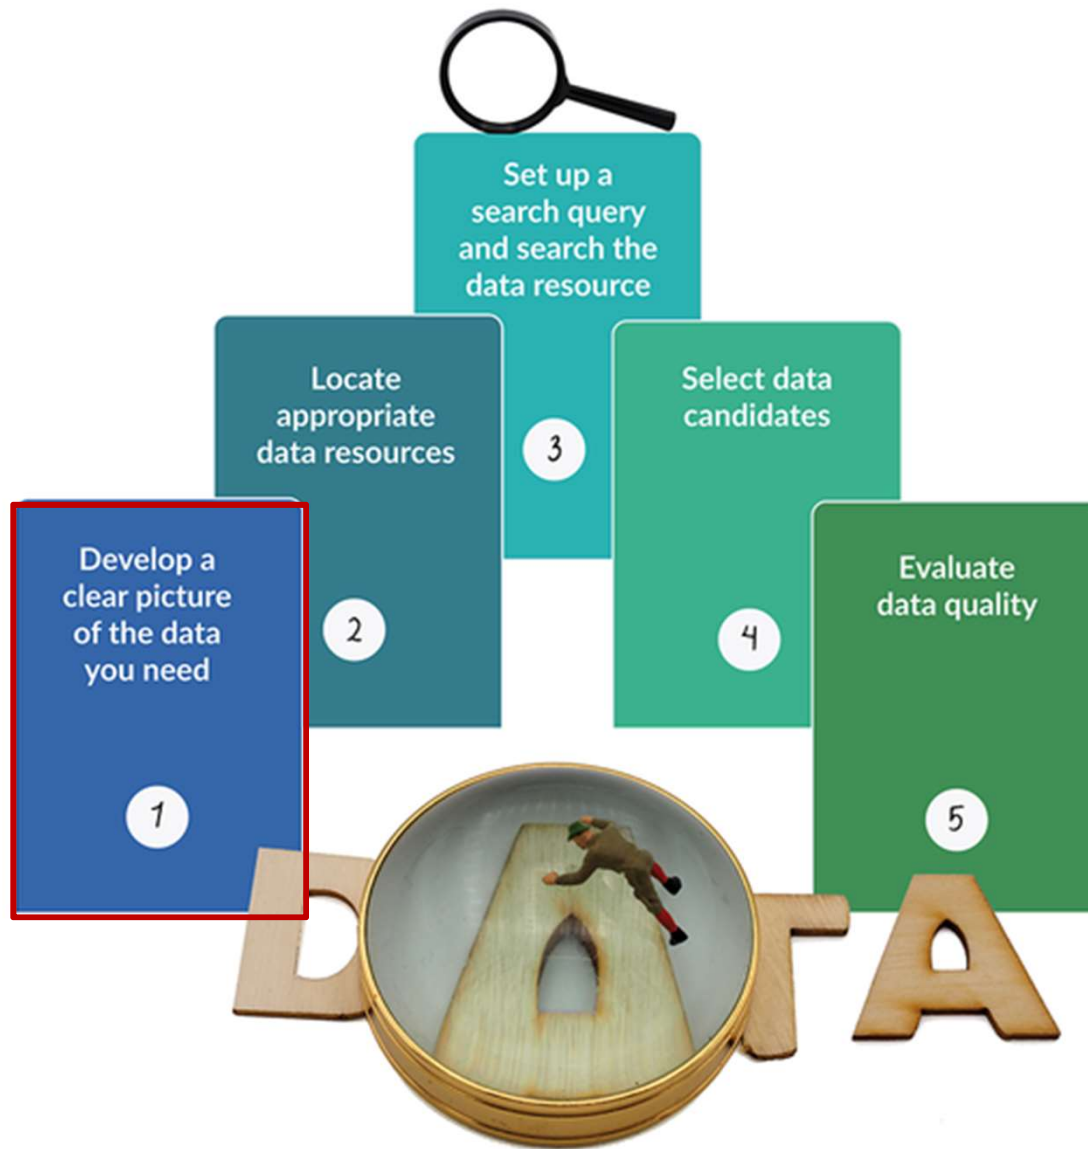 Develop a
clear picture
of the data
you need
1
Locate
appropriate
data resources
2
Set up a
search query
and search the
data resource
3
Select data
candidates
4
Evaluate
data quality
5
DATA